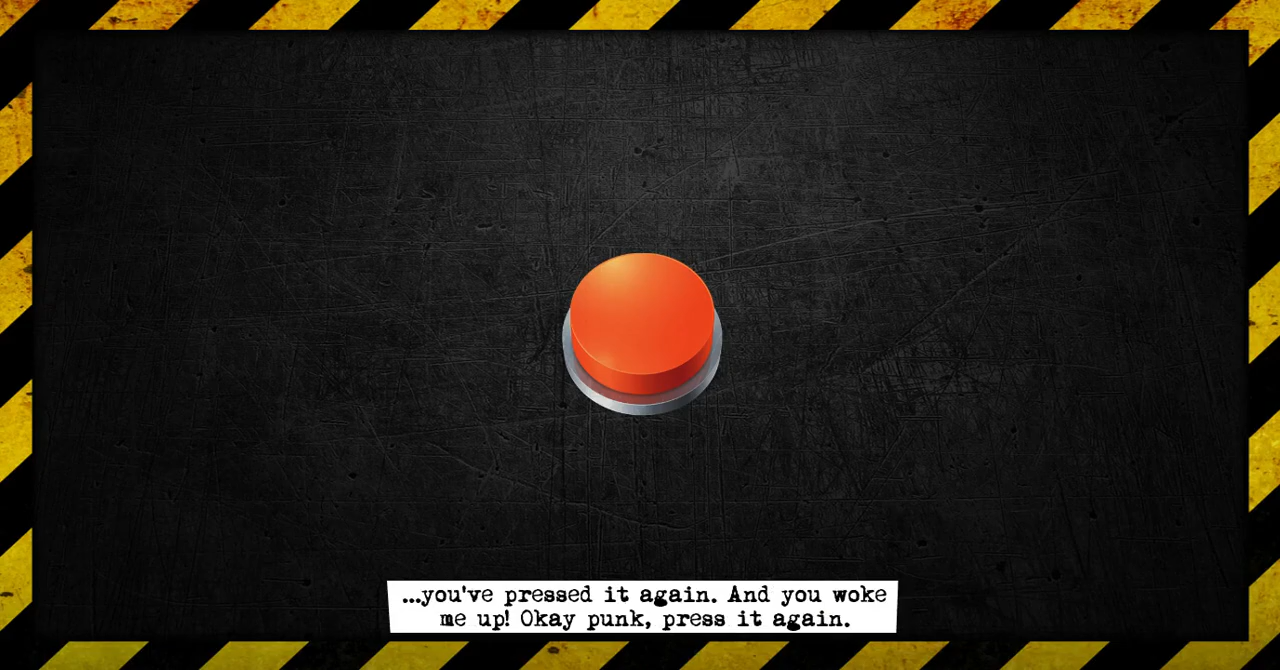 ...you've pressed it again. And you woke
me up! Okay punk, press it again.